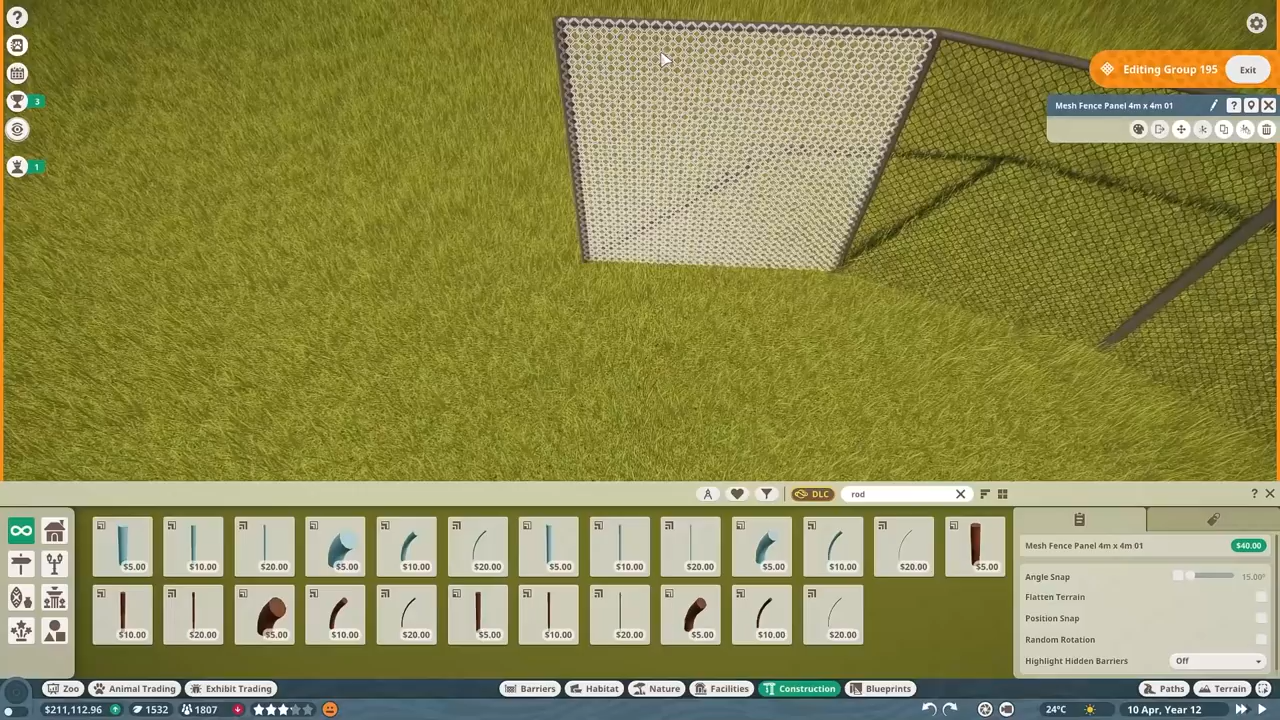 ?
Editing Group 195
Exit
3
Mesh Fence Panel 4m x 4m 01
?
1
DLC
rod
?
$5.00
$10.00
$20.00
$5.00
$10.00
$20.00
$5.00
$10.00
$20.00
$5.00
$10.00
$20.00
$5.00
$10.00
$20.00
$5.00
$10.00
$20.00
$5.00
$10.00
$20.00
$5.00
$10.00
$20.00
Mesh Fence Panel 4m x 4m 01
$40.00
Angle Snap
15.00°
Flatten Terrain
Position Snap
Random Rotation
Highlight Hidden Barriers
Off
Zoo
Animal Trading
Exhibit Trading
Barriers
Habitat
Nature
Facilities
Construction
Blueprints
Paths
Terrain
$211,112.96
1532
1807
24°C
10 Apr, Year 12